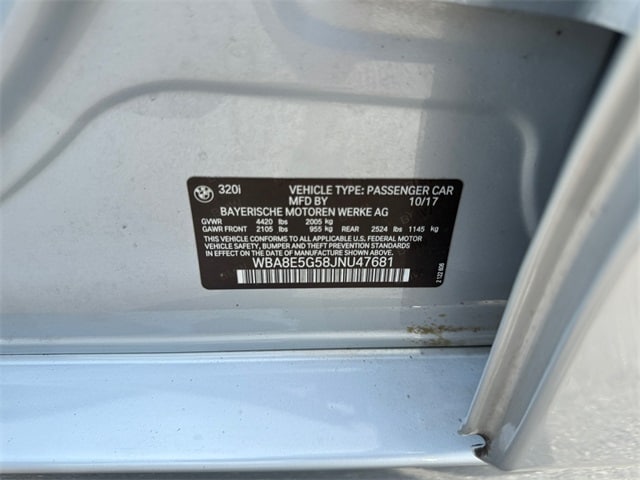 320i VEHICLE TYPE: PASSENGER CAR
MFD BY 10/17
BAYERISCHE MOTOREN WERKE AG
GVWR 4420 lbs 2005 kg
GAWR FRONT 2105 lbs 955 kg REAR 2524 lbs 1145 kg
THIS VEHICLE CONFORMS TO ALL APPLICABLE U.S. FEDERAL MOTOR
VEHICLE SAFETY, BUMPER AND THEFT PREVENTION STANDARDS
IN EFFECT ON THE DATE OF MANUFACTURE SHOWN ABOVE.
WBA8E5G58JNU47681